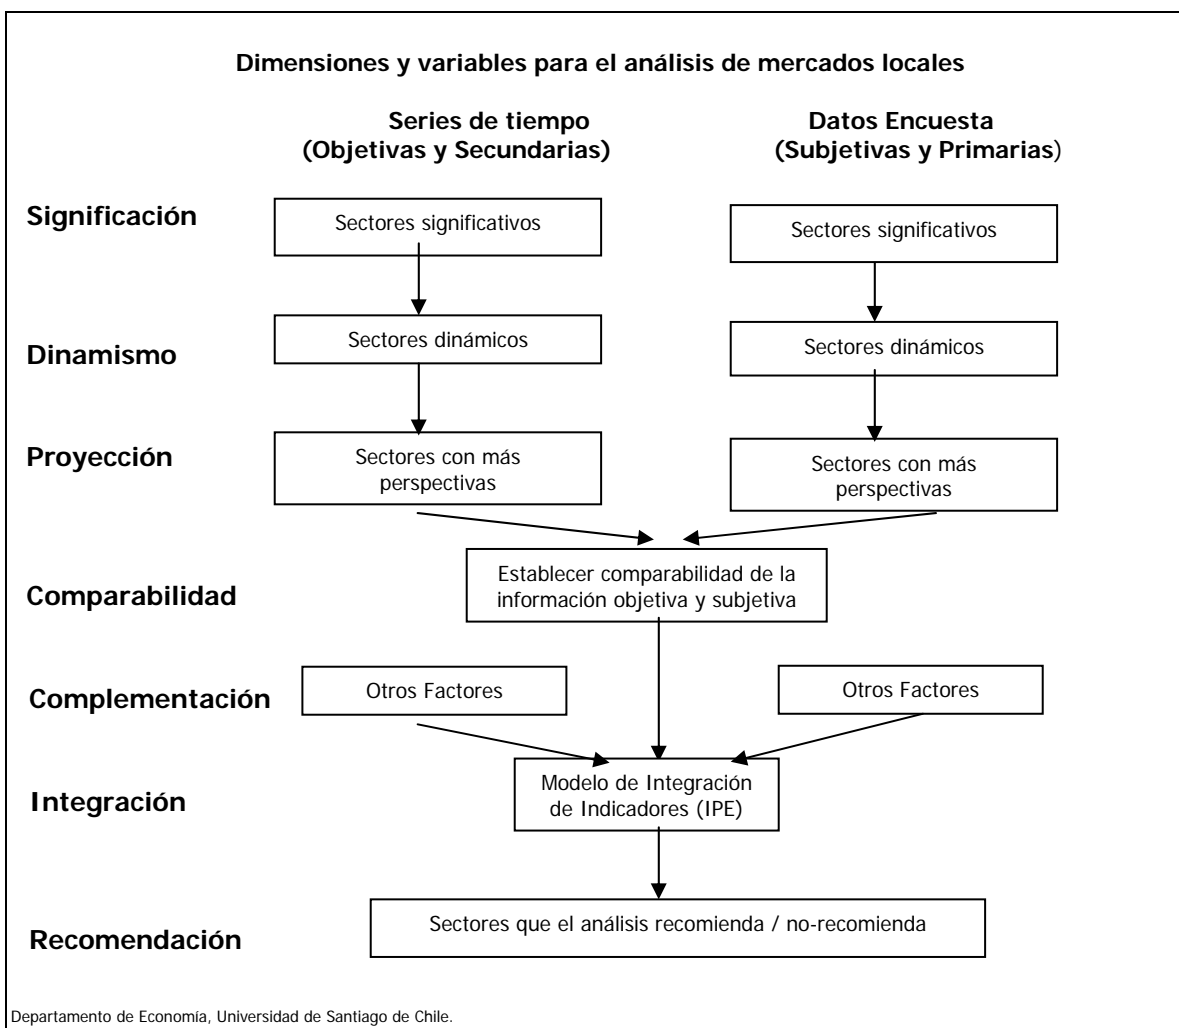 Dimensiones y variables para el análisis de mercados locales
Series de tiempo
(Objetivas y Secundarias)
Datos Encuesta
(Subjetivas y Primarias)
Significación
Sectores significativos
Sectores significativos
Dinamismo
Sectores dinámicos
Sectores dinámicos
Proyección
Sectores con más
perspectivas
Sectores con más
perspectivas
Comparabilidad
Establecer comparabilidad de la
información objetiva y subjetiva
Complementación
Otros Factores
Otros Factores
Integración
Modelo de Integración
de Indicadores (IPE)
Recomendación
Sectores que el análisis recomienda / no-recomienda
Departamento de Economía, Universidad de Santiago de Chile.